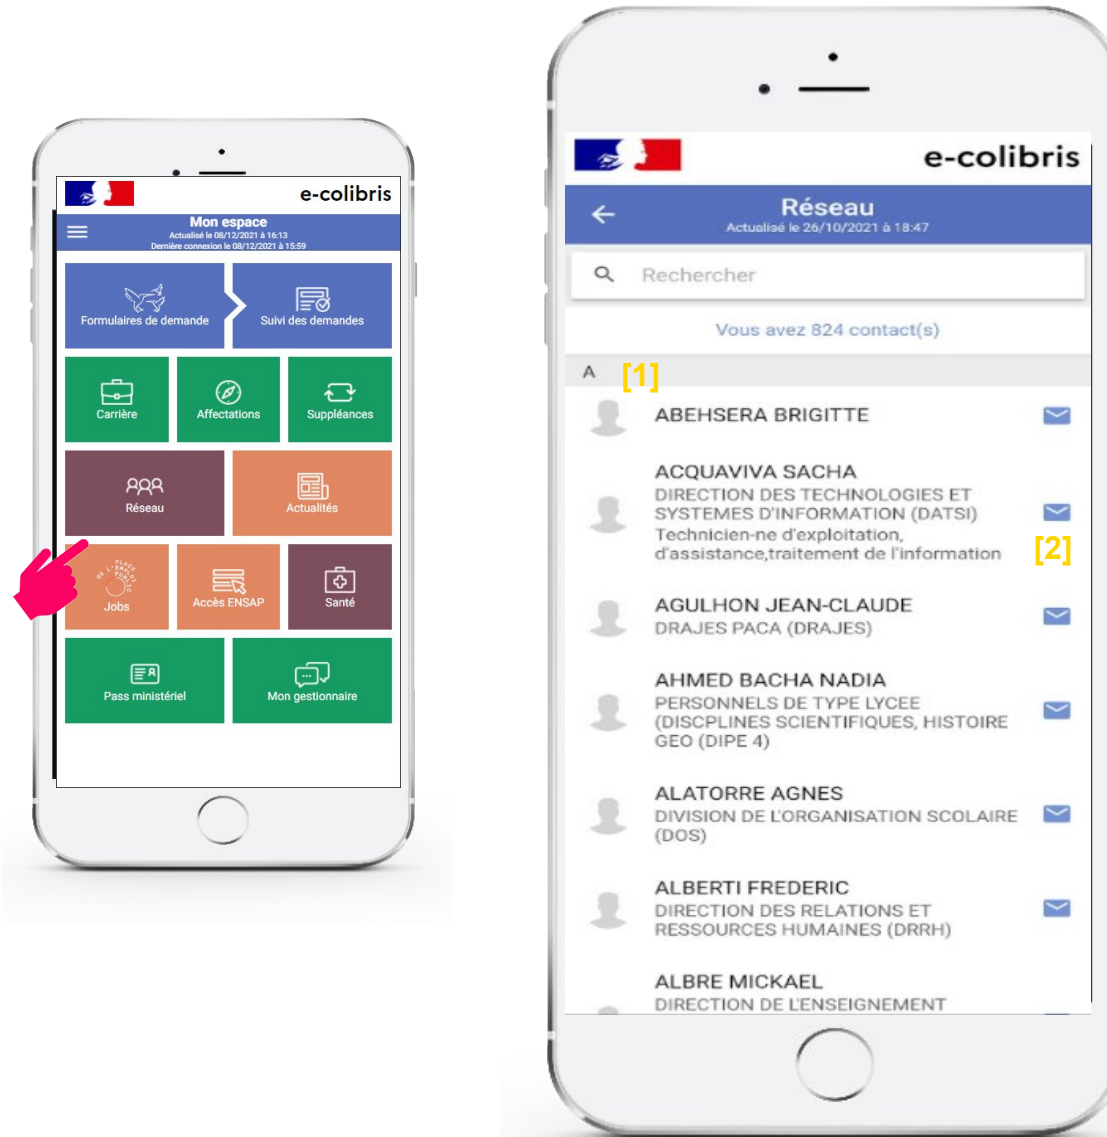 e-colibris
Mon espace
Actualisé le 08/12/2021 à 16:13
Dernière connexion le 08/12/2021 à 15:59
Formulaires de demande
Suivi des demandes
Carrière
Affectations
Suppléances
Réseau
Actualités
PLACE
DE L'EMPLOI
PUBLIC
Jobs
Accès ENSAP
Santé
Pass ministériel
Mon gestionnaire
e-colibris
Réseau
Actualisé le 26/10/2021 à 18:47
Rechercher
Vous avez 824 contact(s)
A
[1]
ABEHSERA BRIGITTE
ACQUAVIVA SACHA
DIRECTION DES TECHNOLOGIES ET
SYSTEMES D'INFORMATION (DATSI)
Technicien-ne d'exploitation,
d'assistance,traitement de l'information
[2]
AGULHON JEAN-CLAUDE
DRAJES PACA (DRAJES)
AHMED BACHA NADIA
PERSONNELS DE TYPE LYCEE
(DISCPLINES SCIENTIFIQUES, HISTOIRE
GEO (DIPE 4)
ALATORRE AGNES
DIVISION DE L'ORGANISATION SCOLAIRE
(DOS)
ALBERTI FREDERIC
DIRECTION DES RELATIONS ET
RESSOURCES HUMAINES (DRRH)
ALBRE MICKAEL
DIRECTION DE L'ENSEIGNEMENT